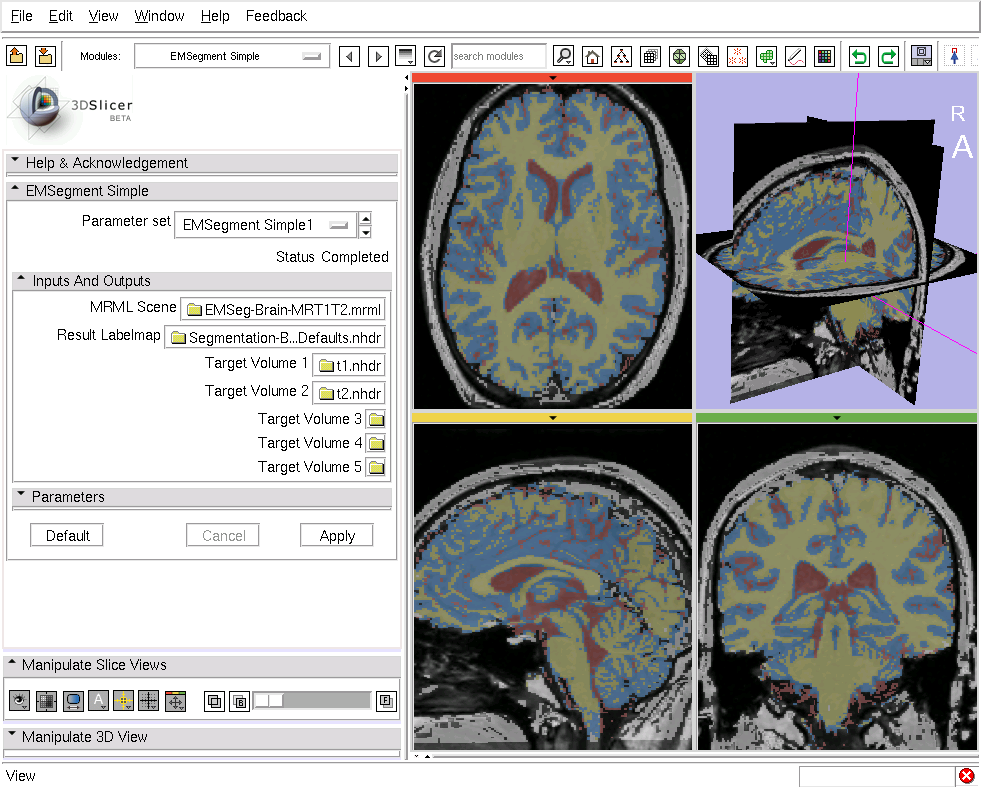 File Edit View Window Help Feedback
Modules: EMSegment Simple search modules
3DSlicer
BETA
Help & Acknowledgement
EMSegment Simple
Parameter set EMSegment Simple1
Status Completed
Inputs And Outputs
MRML Scene EMSeg-Brain-MRT1T2.mrml
Result Labelmap Segmentation-B...Defaults.nhdr
Target Volume 1 t1.nhdr
Target Volume 2 t2.nhdr
Target Volume 3
Target Volume 4
Target Volume 5
Parameters
Default Cancel Apply
Manipulate Slice Views
A B F
Manipulate 3D View
View
R
A